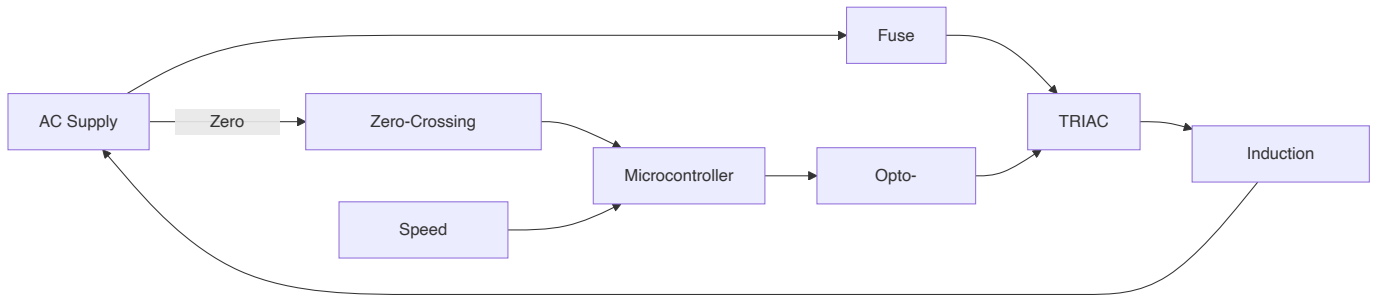 Fuse
AC Supply
Zero
Zero-Crossing
TRIAC
Induction
Microcontroller
Opto-
Speed